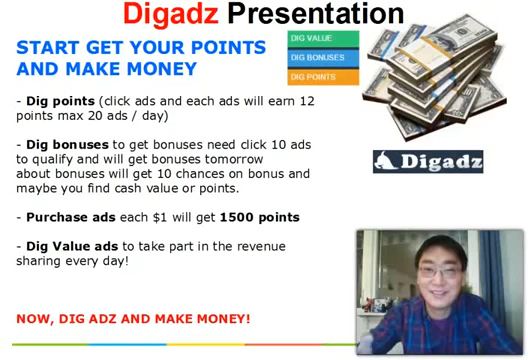 Digadz Presentation
START GET YOUR POINTS
AND MAKE MONEY
DIG VALUE
DIG BONUSES
DIG POINTS
- Dig points (click ads and each ads will earn 12
points max 20 ads / day)
- Dig bonuses to get bonuses need click 10 ads
to qualify and will get bonuses tomorrow
about bonuses will get 10 chances on bonus and
maybe you find cash value or points.
Digadz
- Purchase ads each $1 will get 1500 points
- Dig Value ads to take part in the revenue
sharing every day!
NOW, DIG ADZ AND MAKE MONEY!